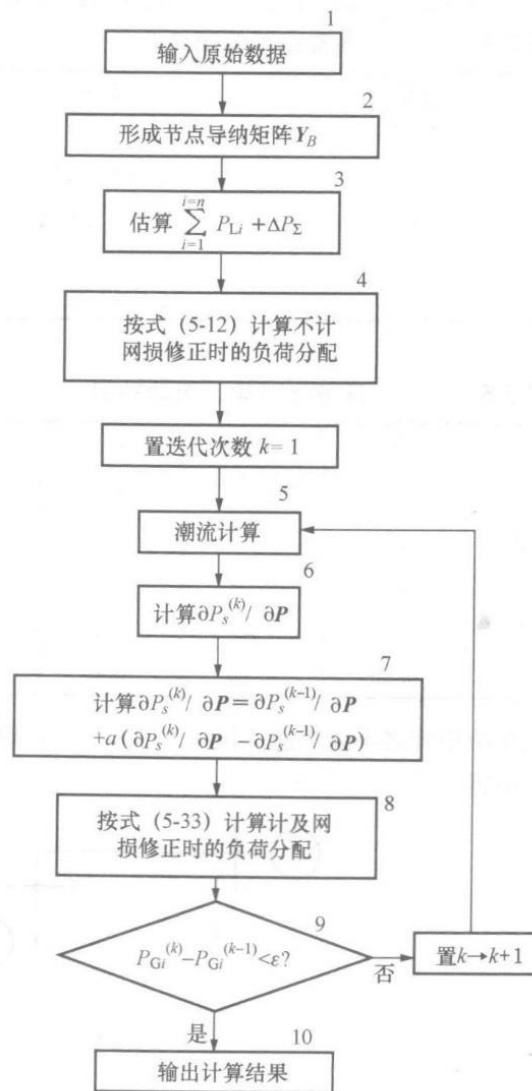 1
输入原始数据
2
形成节点导纳矩阵Y_B
3
估算 \sum_{i=1}^{i=n} P_{Li} +ΔP_Σ
4
按式（5-12）计算不计
网损修正时的负荷分配
置迭代次数 k= 1
5
潮流计算
6
计算∂P_s^{(k)}/ ∂P
7
计算∂P_s^{(k)}/ ∂P = ∂P_s^{(k-1)}/ ∂P
+a（∂P_s^{(k)}/ ∂P －∂P_s^{(k-1)}/ ∂P）
8
按式（5-33）计算计及网
损修正时的负荷分配
9
P_{Gi}^{(k)}－P_{Gi}^{(k-1)}<ε?
否
置k→k+1
是
10
输出计算结果